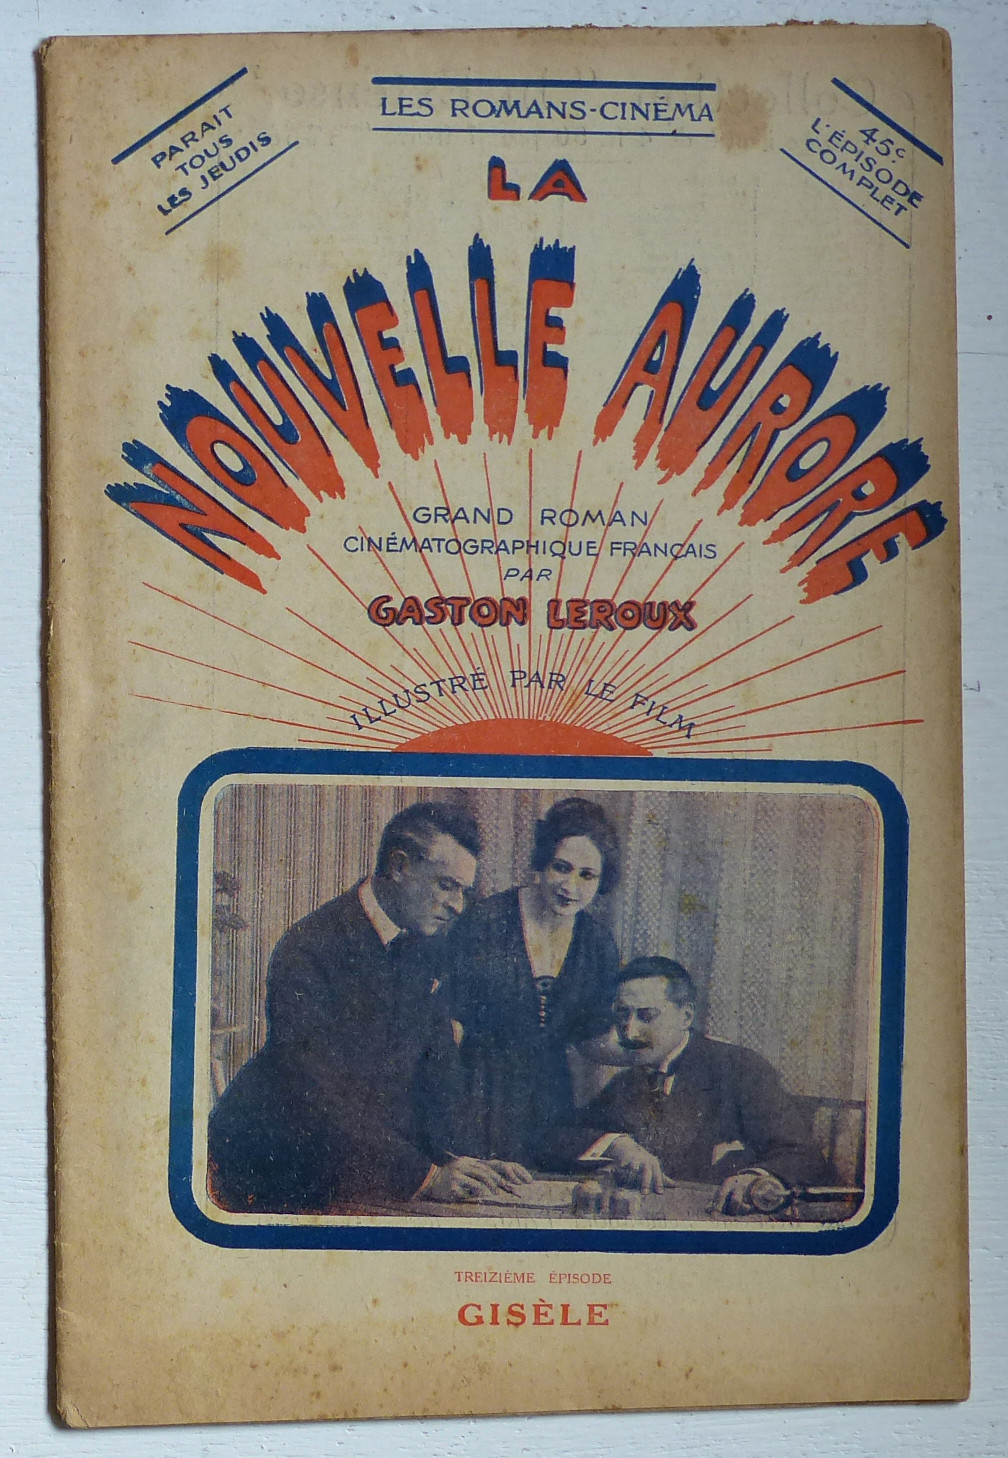 PARAIT
TOUS
LES JEUDIS
LES ROMANS-CINÉMA
45c.
L'ÉPISODE
COMPLET
LA
NOUVELLE AURORE
GRAND ROMAN
CINÉMATOGRAPHIQUE FRANÇAIS
PAR
GASTON LEROUX
ILLUSTRÉ PAR LE FILM
TREIZIÈME ÉPISODE
GISÈLE